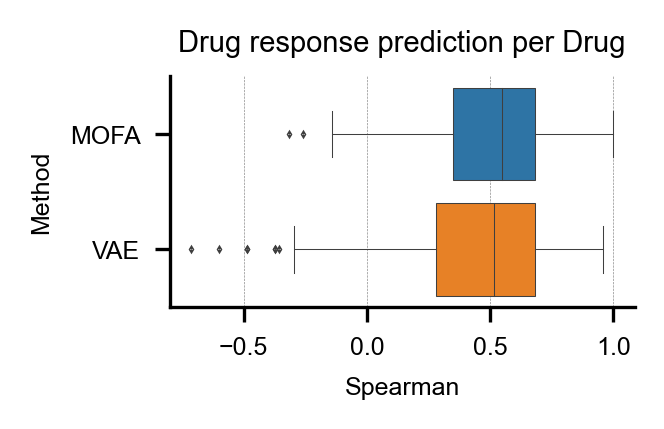 Drug response prediction per Drug
Method
MOFA
VAE
−0.5 0.0 0.5 1.0
Spearman